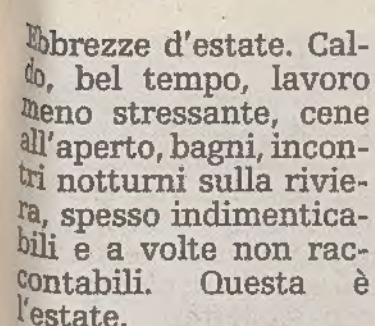 Ebbrezze d'estate. Cal-
do, bel tempo, lavoro
meno stressante, cene
all'aperto, bagni, incon-
tri notturni sulla rivie-
ra, spesso indimentica-
bili e a volte non rac-
contabili. Questa è
l'estate.